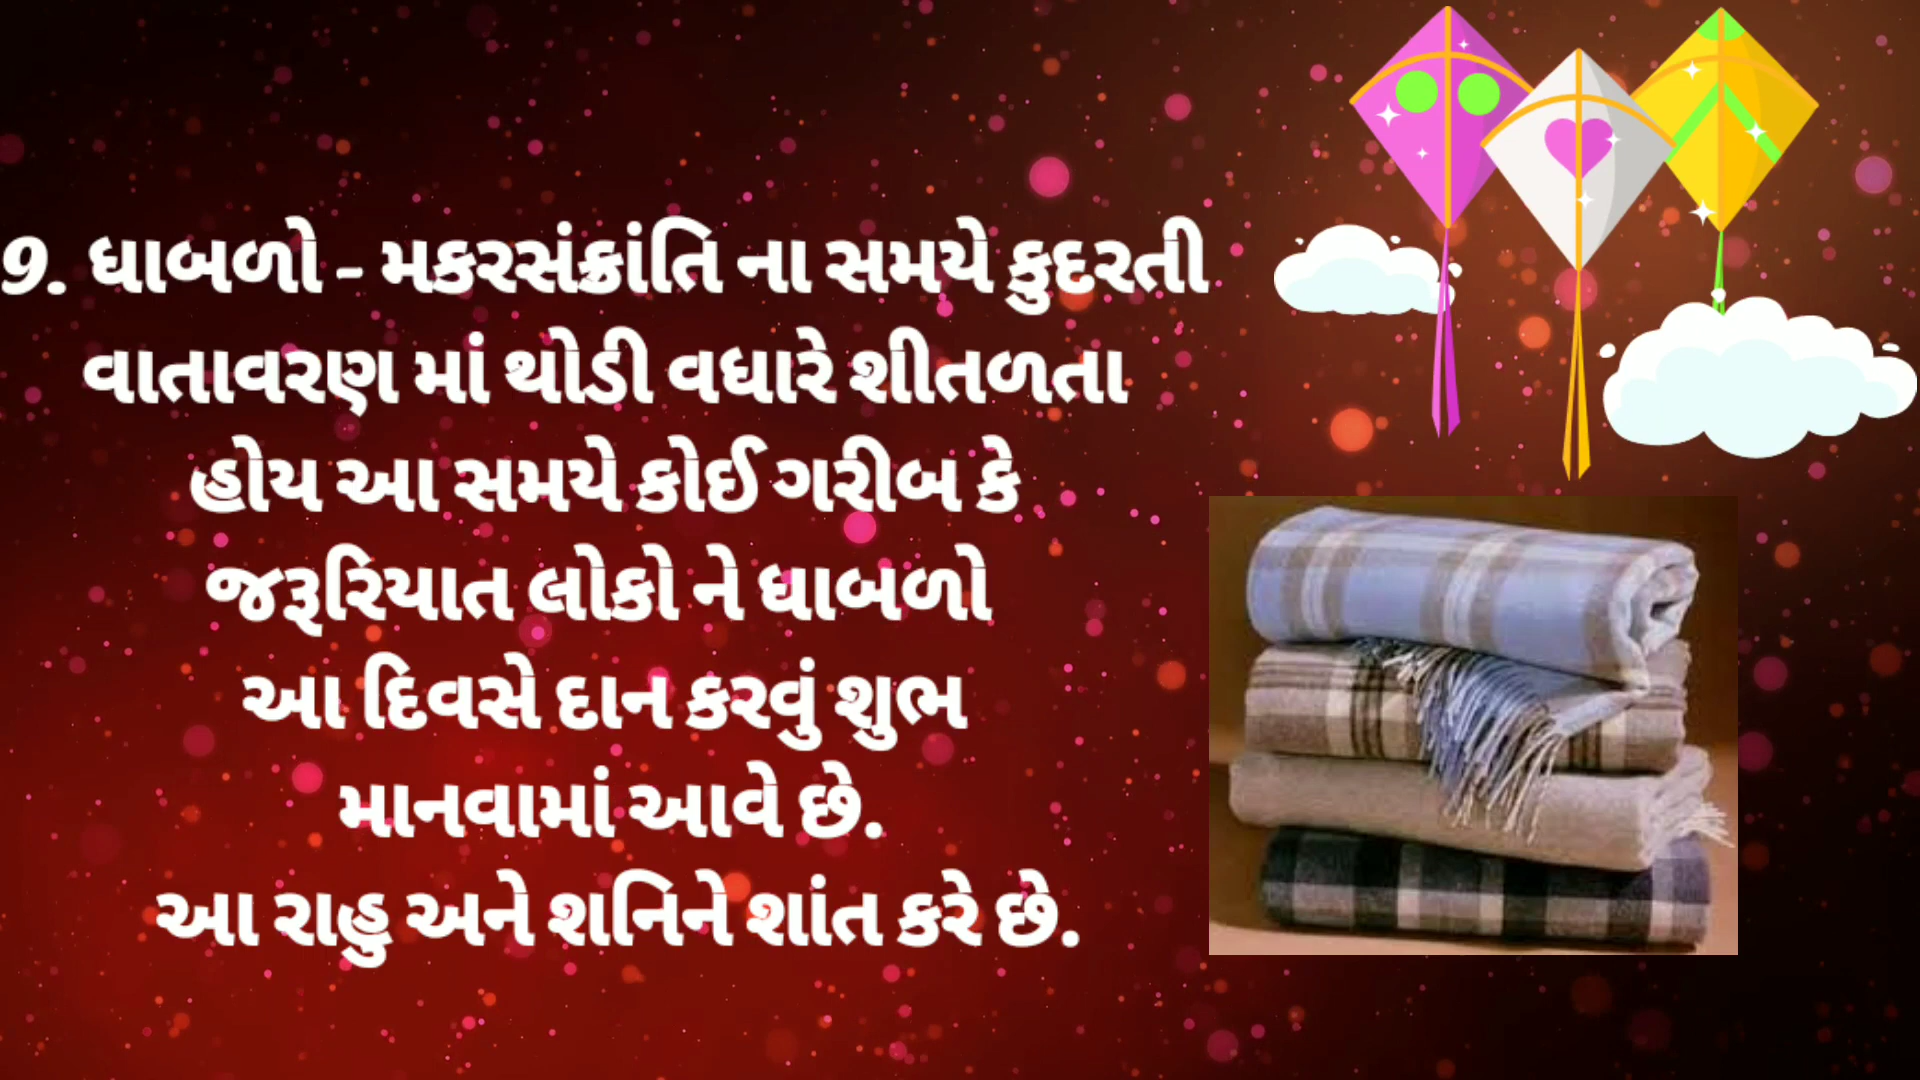 9. ધાબળો - મકરસંક્રાંતિ ના સમયે કુદરતી
વાતાવરણ માં થોડી વધારે શીતળતા
હોય આ સમયે કોઈ ગરીબ કે
જરૂરિયાત લોકો ને ધાબળો
આ દિવસે દાન કરવું શુભ
માનવામાં આવે છે.
આ રાહુ અને શનિને શાંત કરે છે.